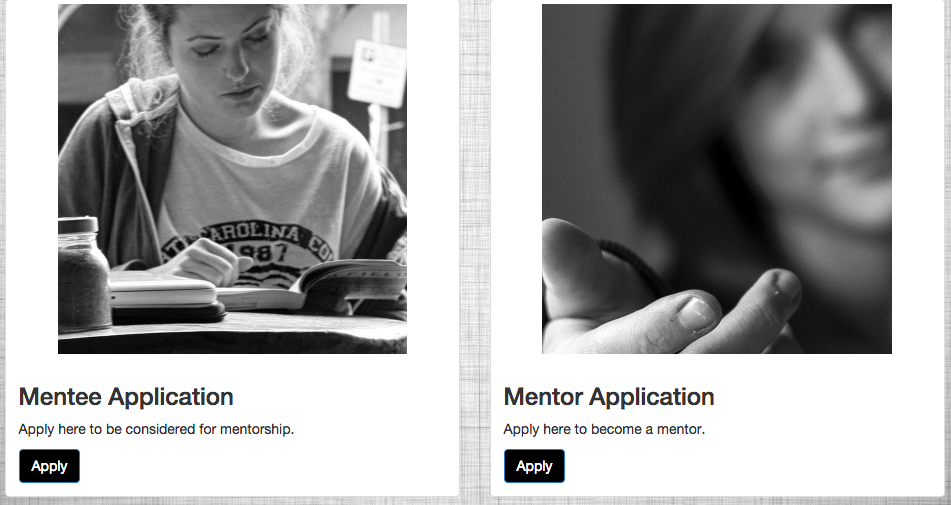 CAROLINA CO
1987
Mentee Application
Apply here to be considered for mentorship.
Apply
Mentor Application
Apply here to become a mentor.
Apply